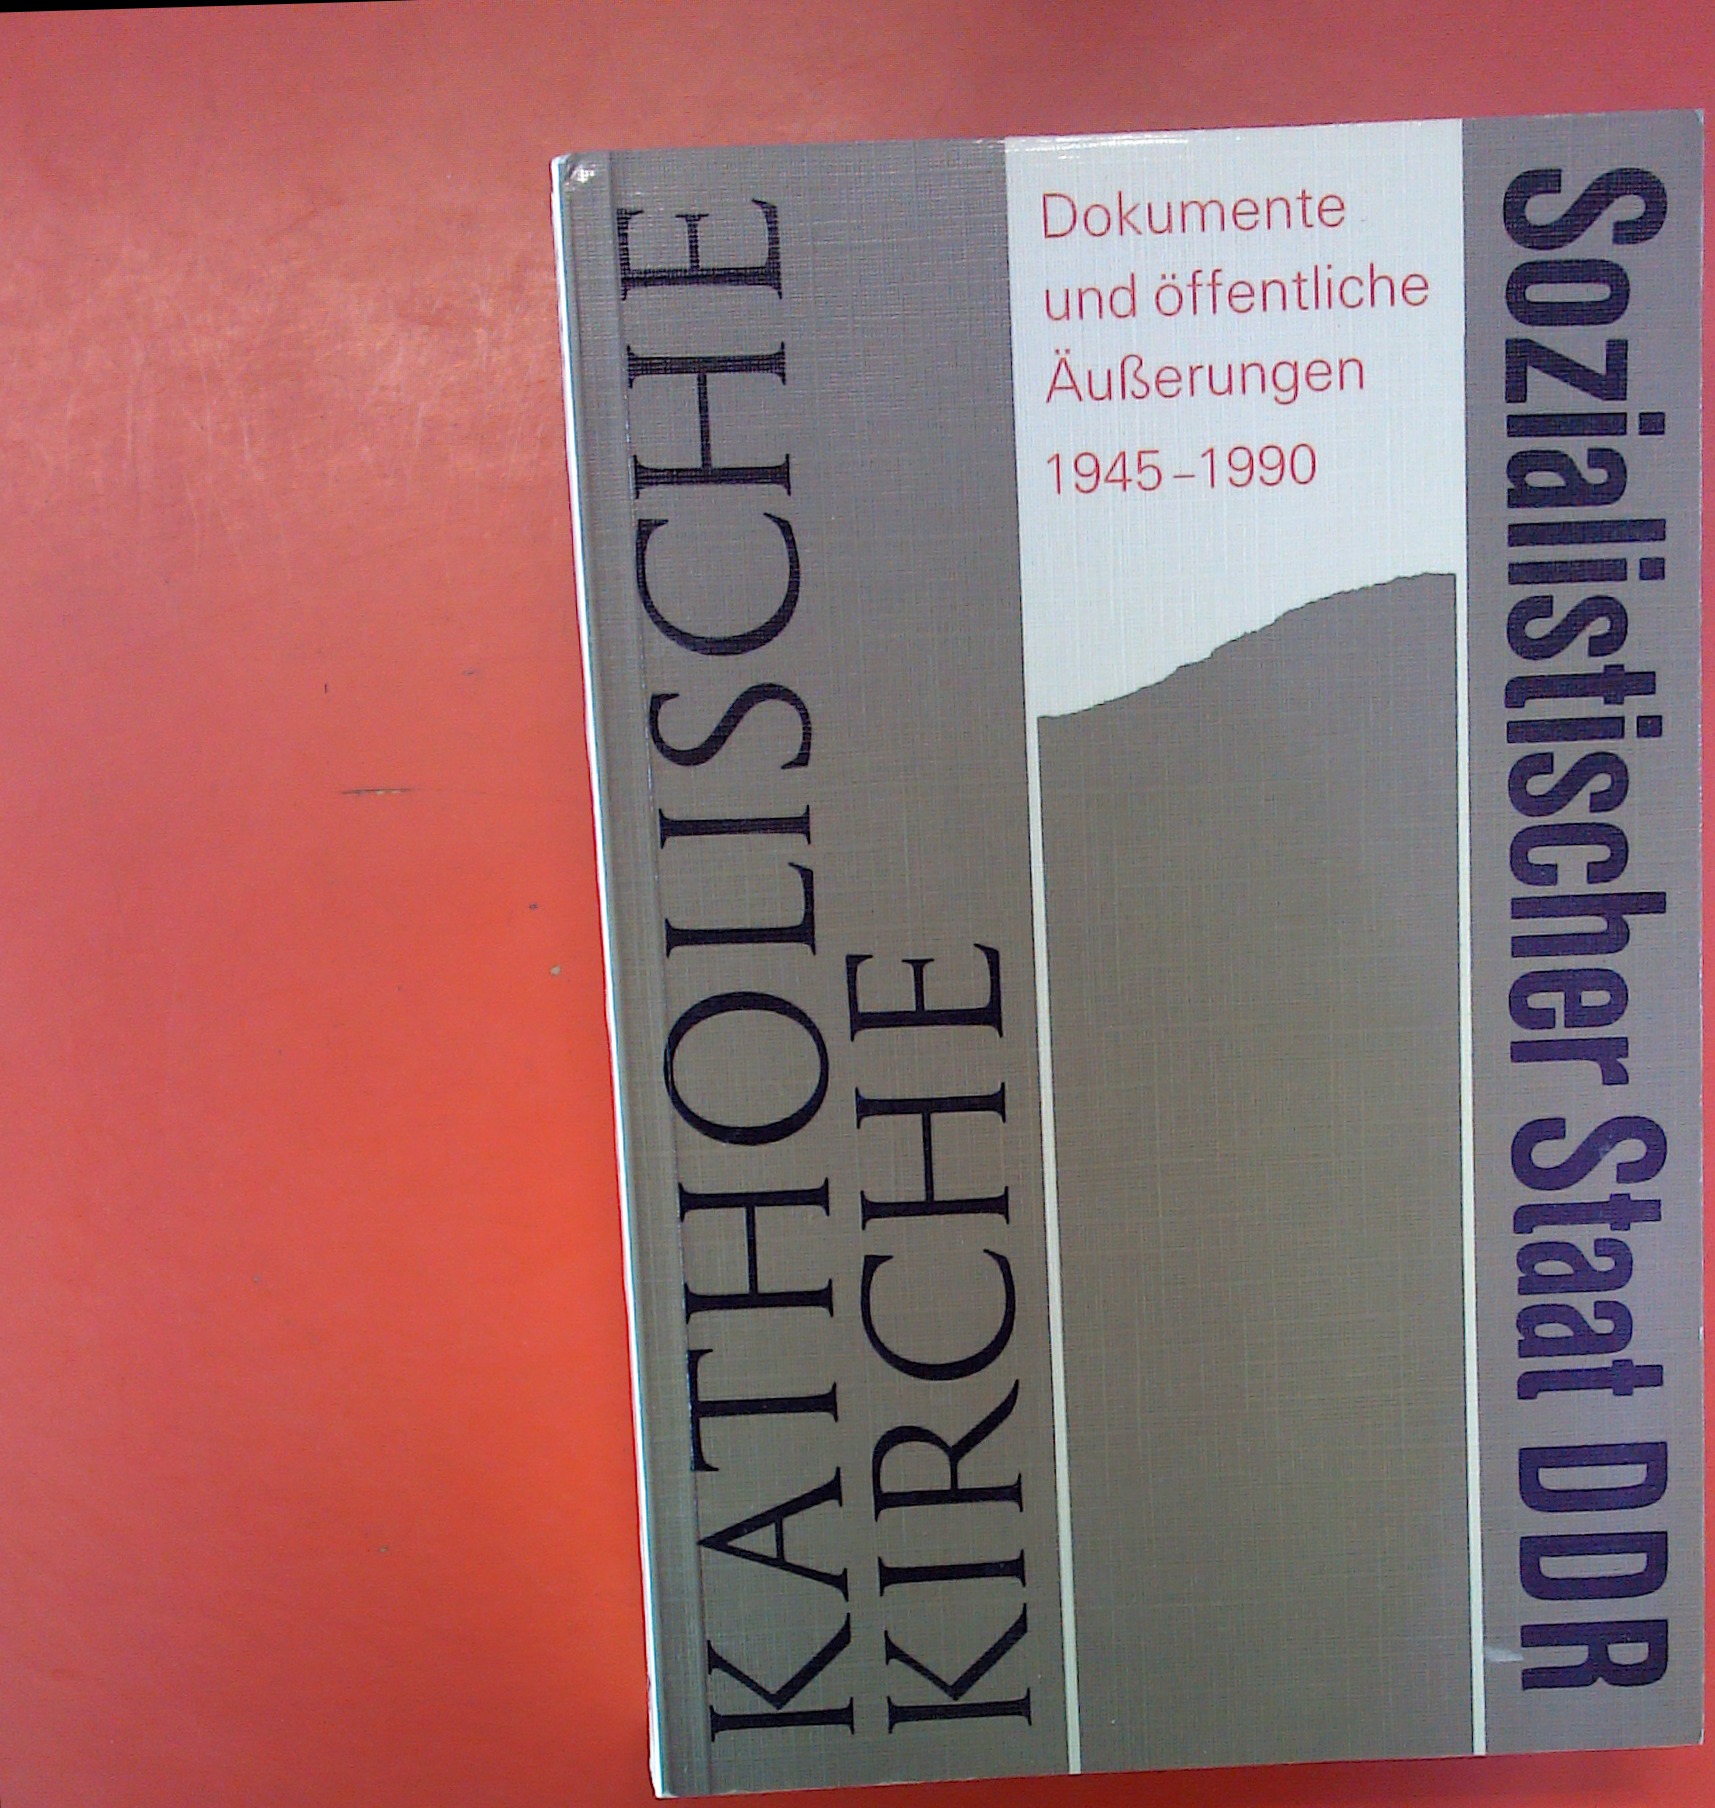 KATHOLISCHE
KIRCHE
Dokumente
und öffentliche
Äußerungen
1945–1990
Sozialistischer Staat DDR